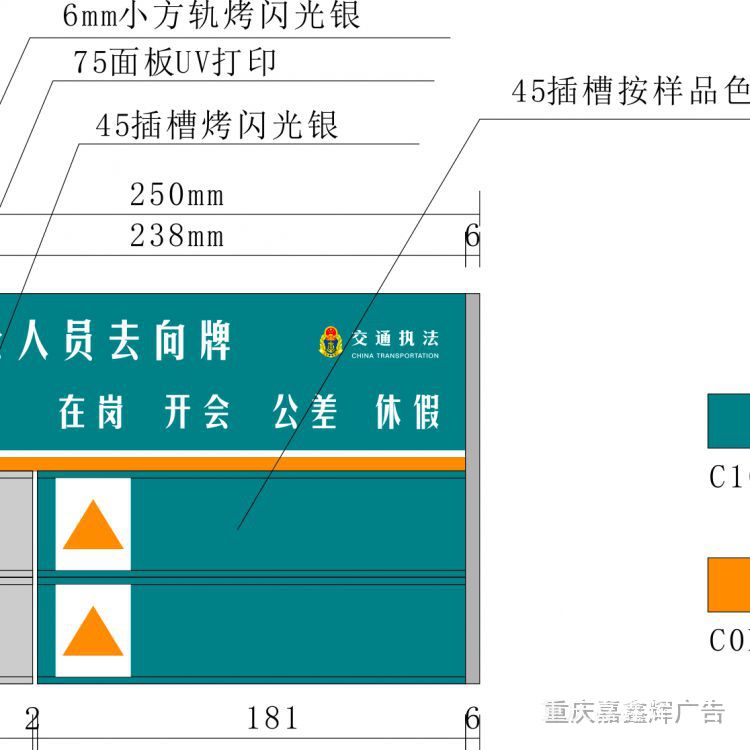 6mm小方轨烤闪光银
75面板UV打印
45插槽按样品色
45插槽烤闪光银
250mm
238mm
6
人员去向牌
交通执法
CHINA TRANSPORTATION
在岗 开会 公差 休假
C1
C0
2
181
6
重庆嘉鑫辉广告